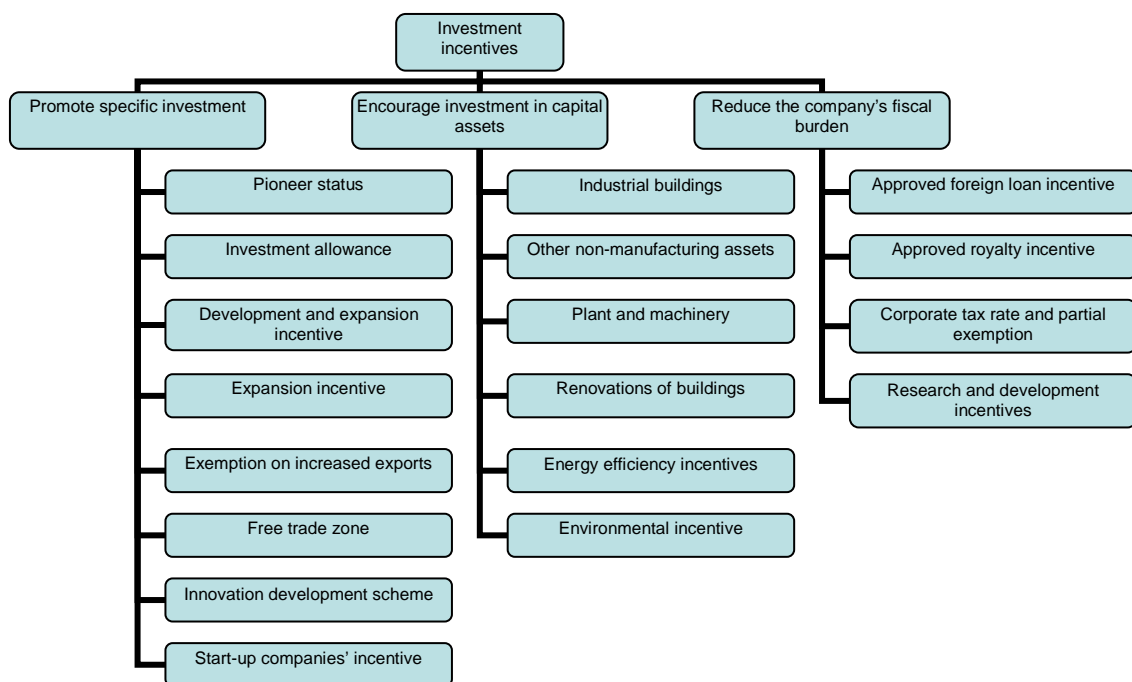 Investment
incentives
Promote specific investment
Encourage investment in capital
assets
Reduce the company's fiscal
burden
Pioneer status
Investment allowance
Development and expansion
incentive
Expansion incentive
Exemption on increased exports
Free trade zone
Innovation development scheme
Start-up companies' incentive
Industrial buildings
Other non-manufacturing assets
Plant and machinery
Renovations of buildings
Energy efficiency incentives
Environmental incentive
Approved foreign loan incentive
Approved royalty incentive
Corporate tax rate and partial
exemption
Research and development
incentives